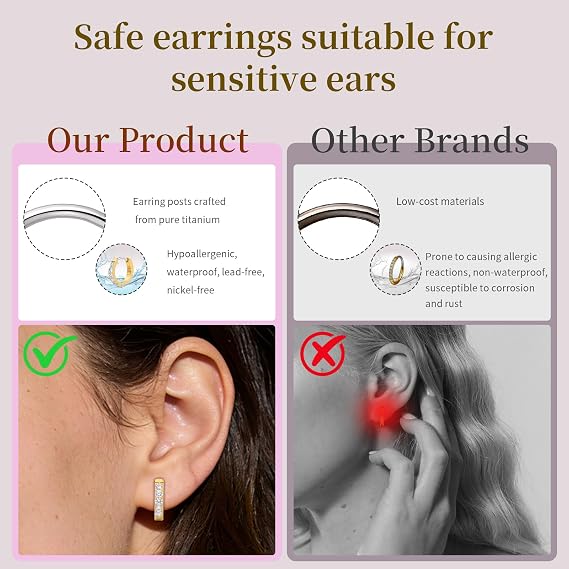 Safe earrings suitable for
sensitive ears
Our Product
Other Brands
Earring posts crafted
from pure titanium
Hypoallergenic,
waterproof, lead-free,
nickel-free
Low-cost materials
Prone to causing allergic
reactions, non-waterproof,
susceptible to corrosion
and rust